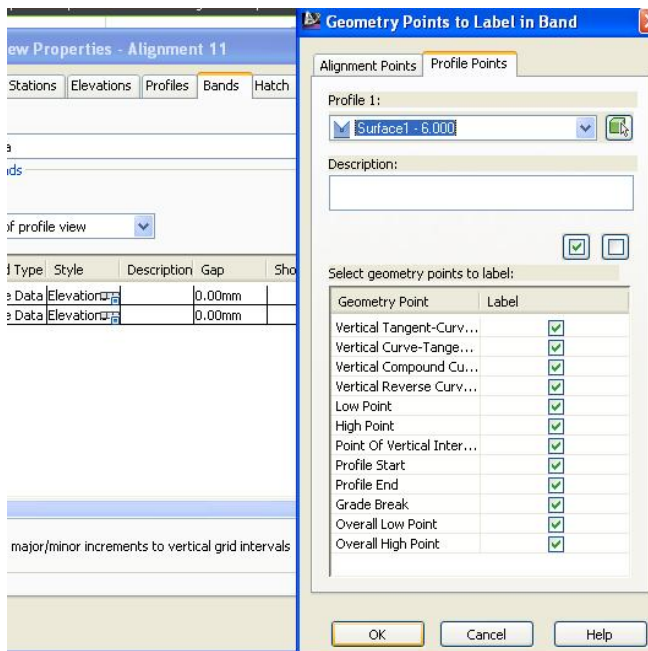 ew Properties - Alignment 11
Stations Elevations Profiles Bands Hatch
a
ds
of profile view
Type Style Description Gap Sho
e Data Elevation 0.00mm
e Data Elevation 0.00mm
major/minor increments to vertical grid intervals
Geometry Points to Label in Band
Alignment Points Profile Points
Profile 1:
Surface1 - 6.000
Description:
Select geometry points to label:
Geometry Point Label
Vertical Tangent-Curv...
Vertical Curve-Tange...
Vertical Compound Cu...
Vertical Reverse Curv...
Low Point
High Point
Point Of Vertical Inter...
Profile Start
Profile End
Grade Break
Overall Low Point
Overall High Point
OK Cancel Help